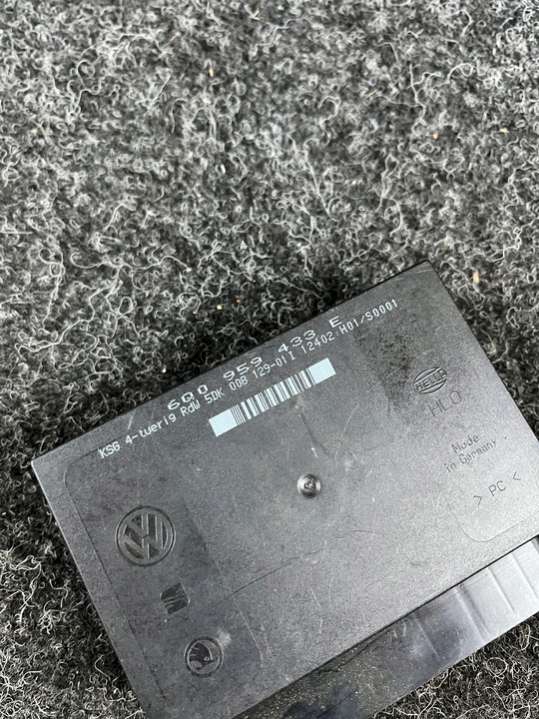 6Q0 959 433 E
KSG 4-tuerig RdW 5DK 008 129-01I 12402 H01/S0001
HELLA
HLO
Made
in Germany
> PC <